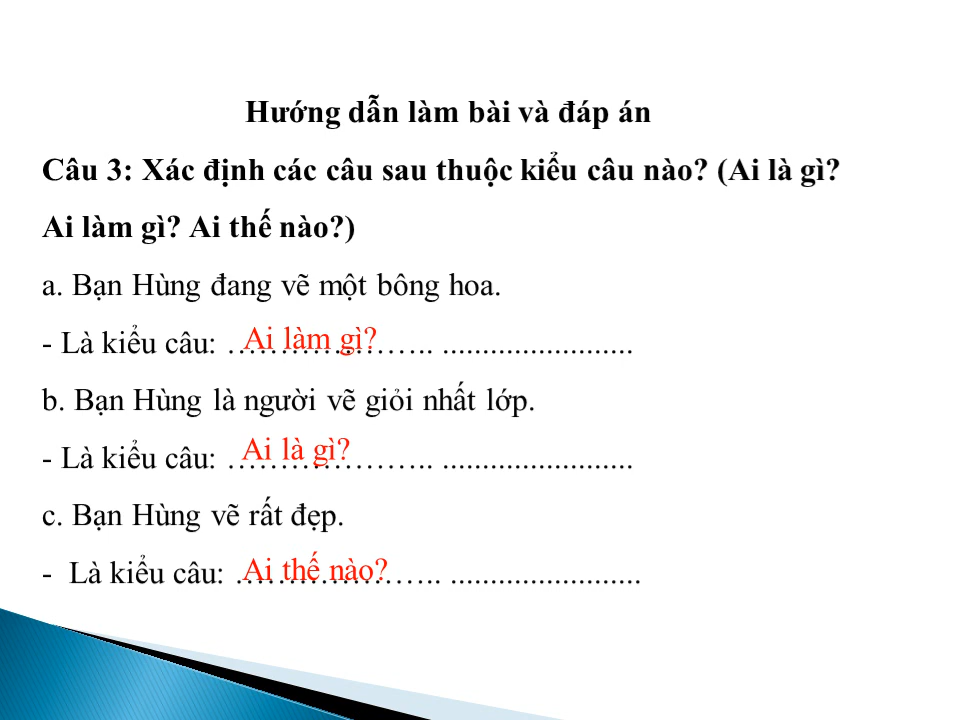 Hướng dẫn làm bài và đáp án
Câu 3: Xác định các câu sau thuộc kiểu câu nào? (Ai là gì?
Ai làm gì? Ai thế nào?)
a. Bạn Hùng đang vẽ một bông hoa.
- Là kiểu câu: ……………….. ........................ Ai làm gì?
b. Bạn Hùng là người vẽ giỏi nhất lớp.
- Là kiểu câu: ……………….. ........................ Ai là gì?
c. Bạn Hùng vẽ rất đẹp.
- Là kiểu câu: ……………….. ........................ Ai thế nào?